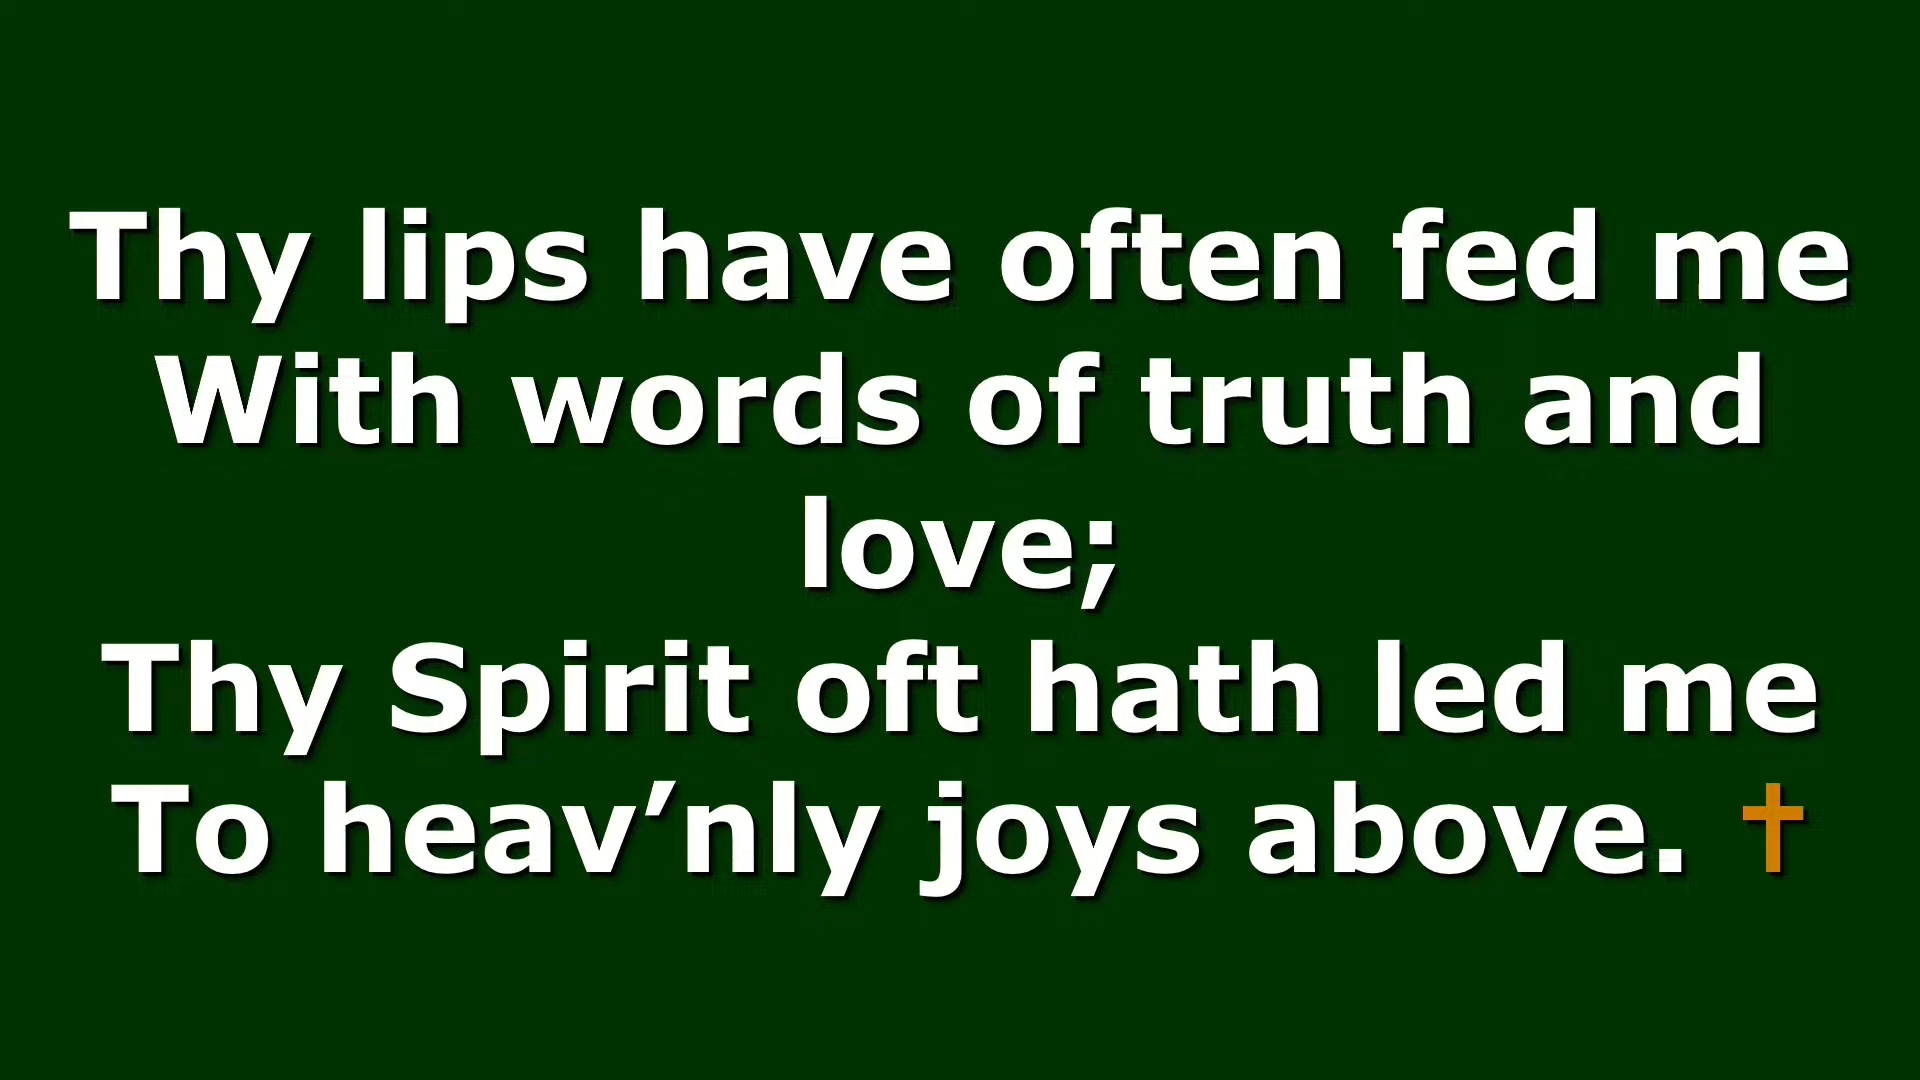 Thy lips have often fed me
With words of truth and
love;
Thy Spirit oft hath led me
To heav’nly joys above. †